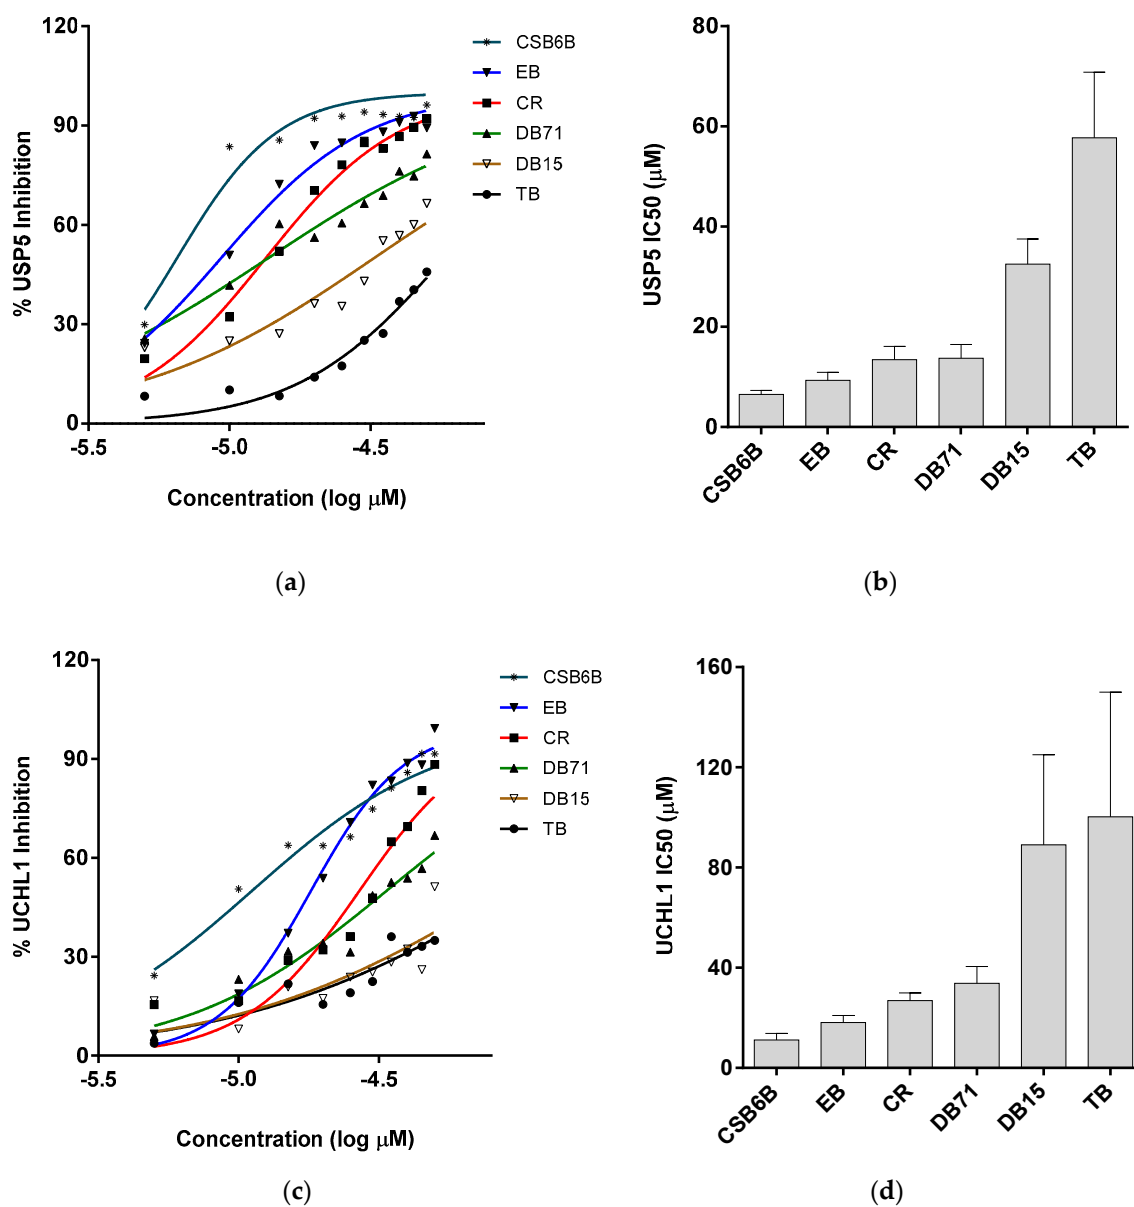 120
90
60
30
0
-5.5
-5.0
-4.5
% USP5 Inhibition
Concentration (log μM)
CSB6B
EB
CR
DB71
DB15
TB
(a)
80
60
40
20
0
USP5 IC50 (μM)
CSB6B
EB
CR
DB71
DB15
TB
(b)
120
90
60
30
0
-5.5
-5.0
-4.5
% UCHL1 Inhibition
Concentration (log μM)
CSB6B
EB
CR
DB71
DB15
TB
(c)
160
120
80
40
0
UCHL1 IC50 (μM)
CSB6B
EB
CR
DB71
DB15
TB
(d)